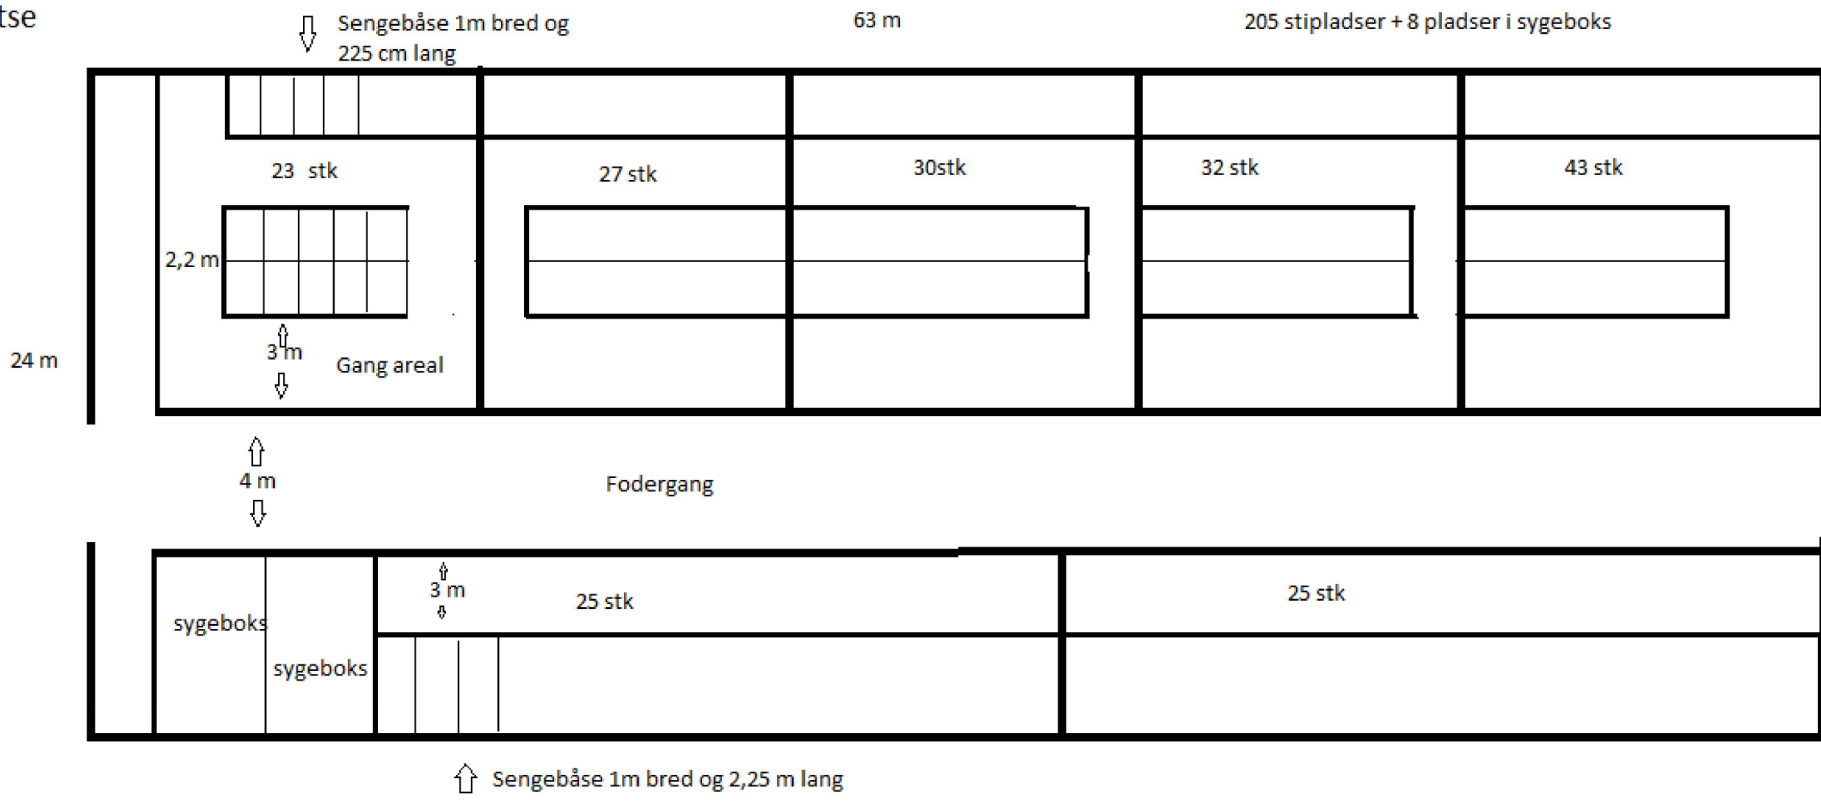 tse
Sengebåse 1m bred og
225 cm lang
63 m
205 stipladser + 8 pladser i sygeboks
23 stk
27 stk
30stk
32 stk
43 stk
2,2 m
3 m
Gang areal
24 m
4 m
Fodergang
3 m
25 stk
25 stk
sygeboks
sygeboks
Sengebåse 1m bred og 2,25 m lang